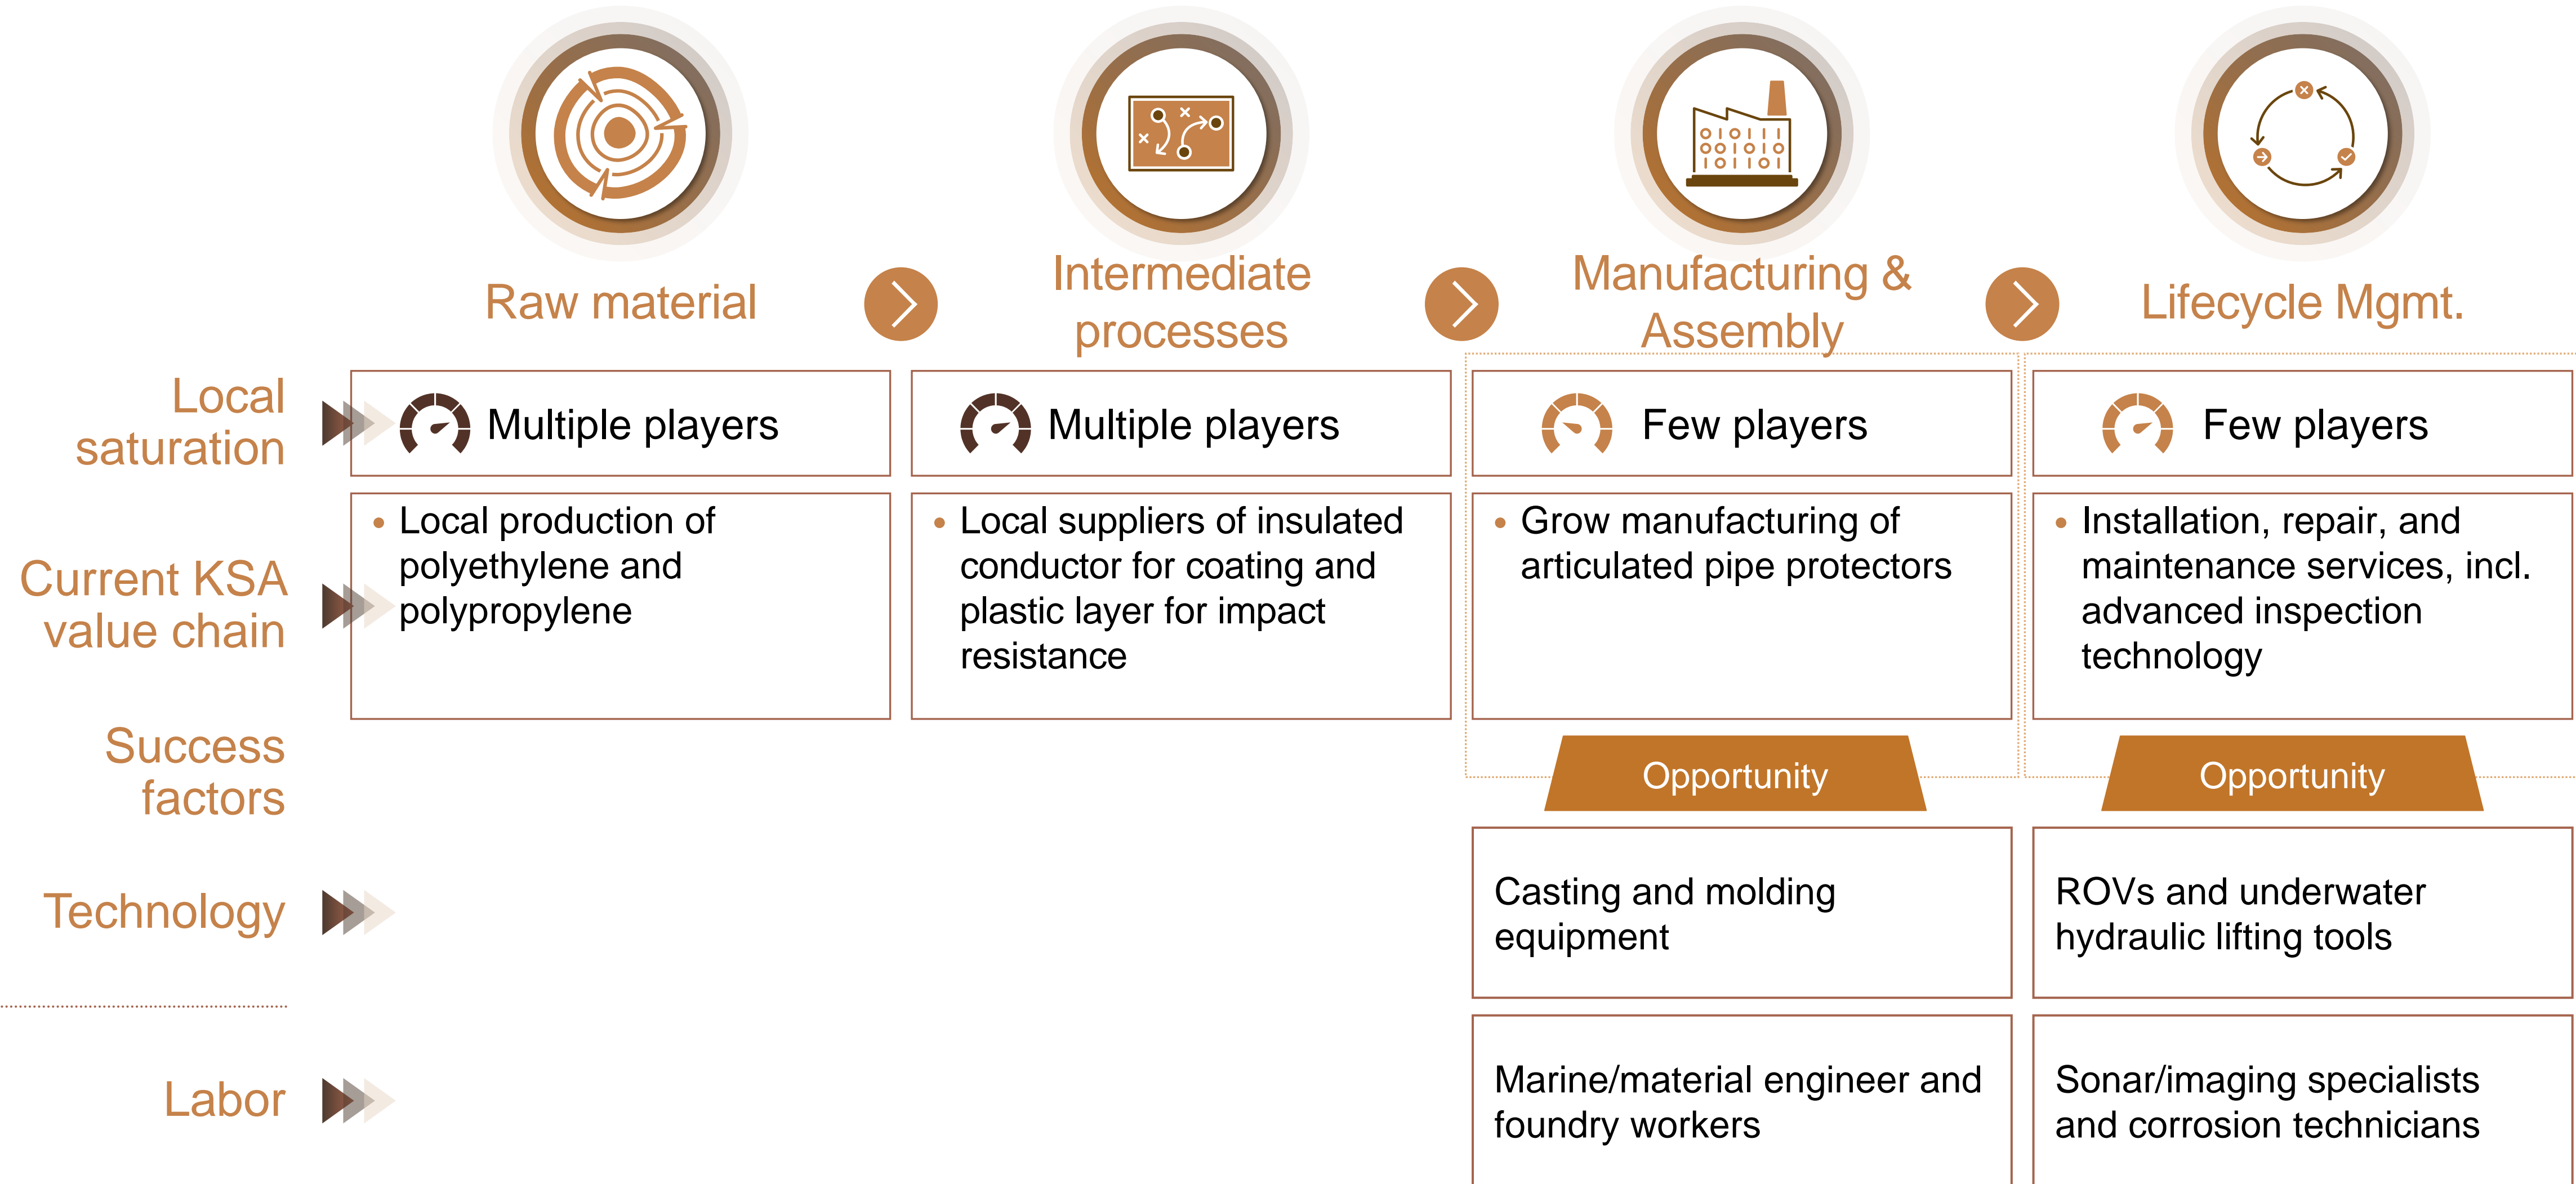 Raw material
Intermediate
processes
Manufacturing &
Assembly
Lifecycle Mgmt.
Local
saturation
Multiple players
Multiple players
Few players
Few players
Current KSA
value chain
• Local production of
polyethylene and
polypropylene
• Local suppliers of insulated
conductor for coating and
plastic layer for impact
resistance
• Grow manufacturing of
articulated pipe protectors
• Installation, repair, and
maintenance services, incl.
advanced inspection
technology
Success
factors
Opportunity
Opportunity
Technology
Casting and molding
equipment
ROVs and underwater
hydraulic lifting tools
Labor
Marine/material engineer and
foundry workers
Sonar/imaging specialists
and corrosion technicians